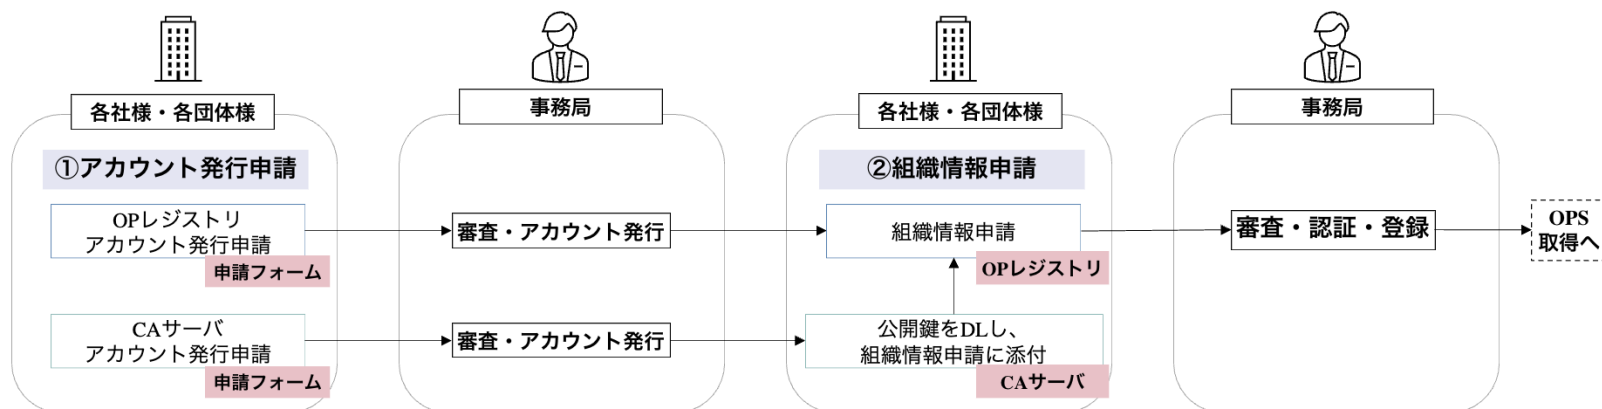 各社様・各団体様
①アカウント発行申請
OPレジストリ
アカウント発行申請
申請フォーム
CAサーバ
アカウント発行申請
申請フォーム
事務局
審査・アカウント発行
審査・アカウント発行
各社様・各団体様
②組織情報申請
組織情報申請
OPレジストリ
公開鍵をDLし、
組織情報申請に添付
CAサーバ
事務局
審査・認証・登録
OPS
取得へ